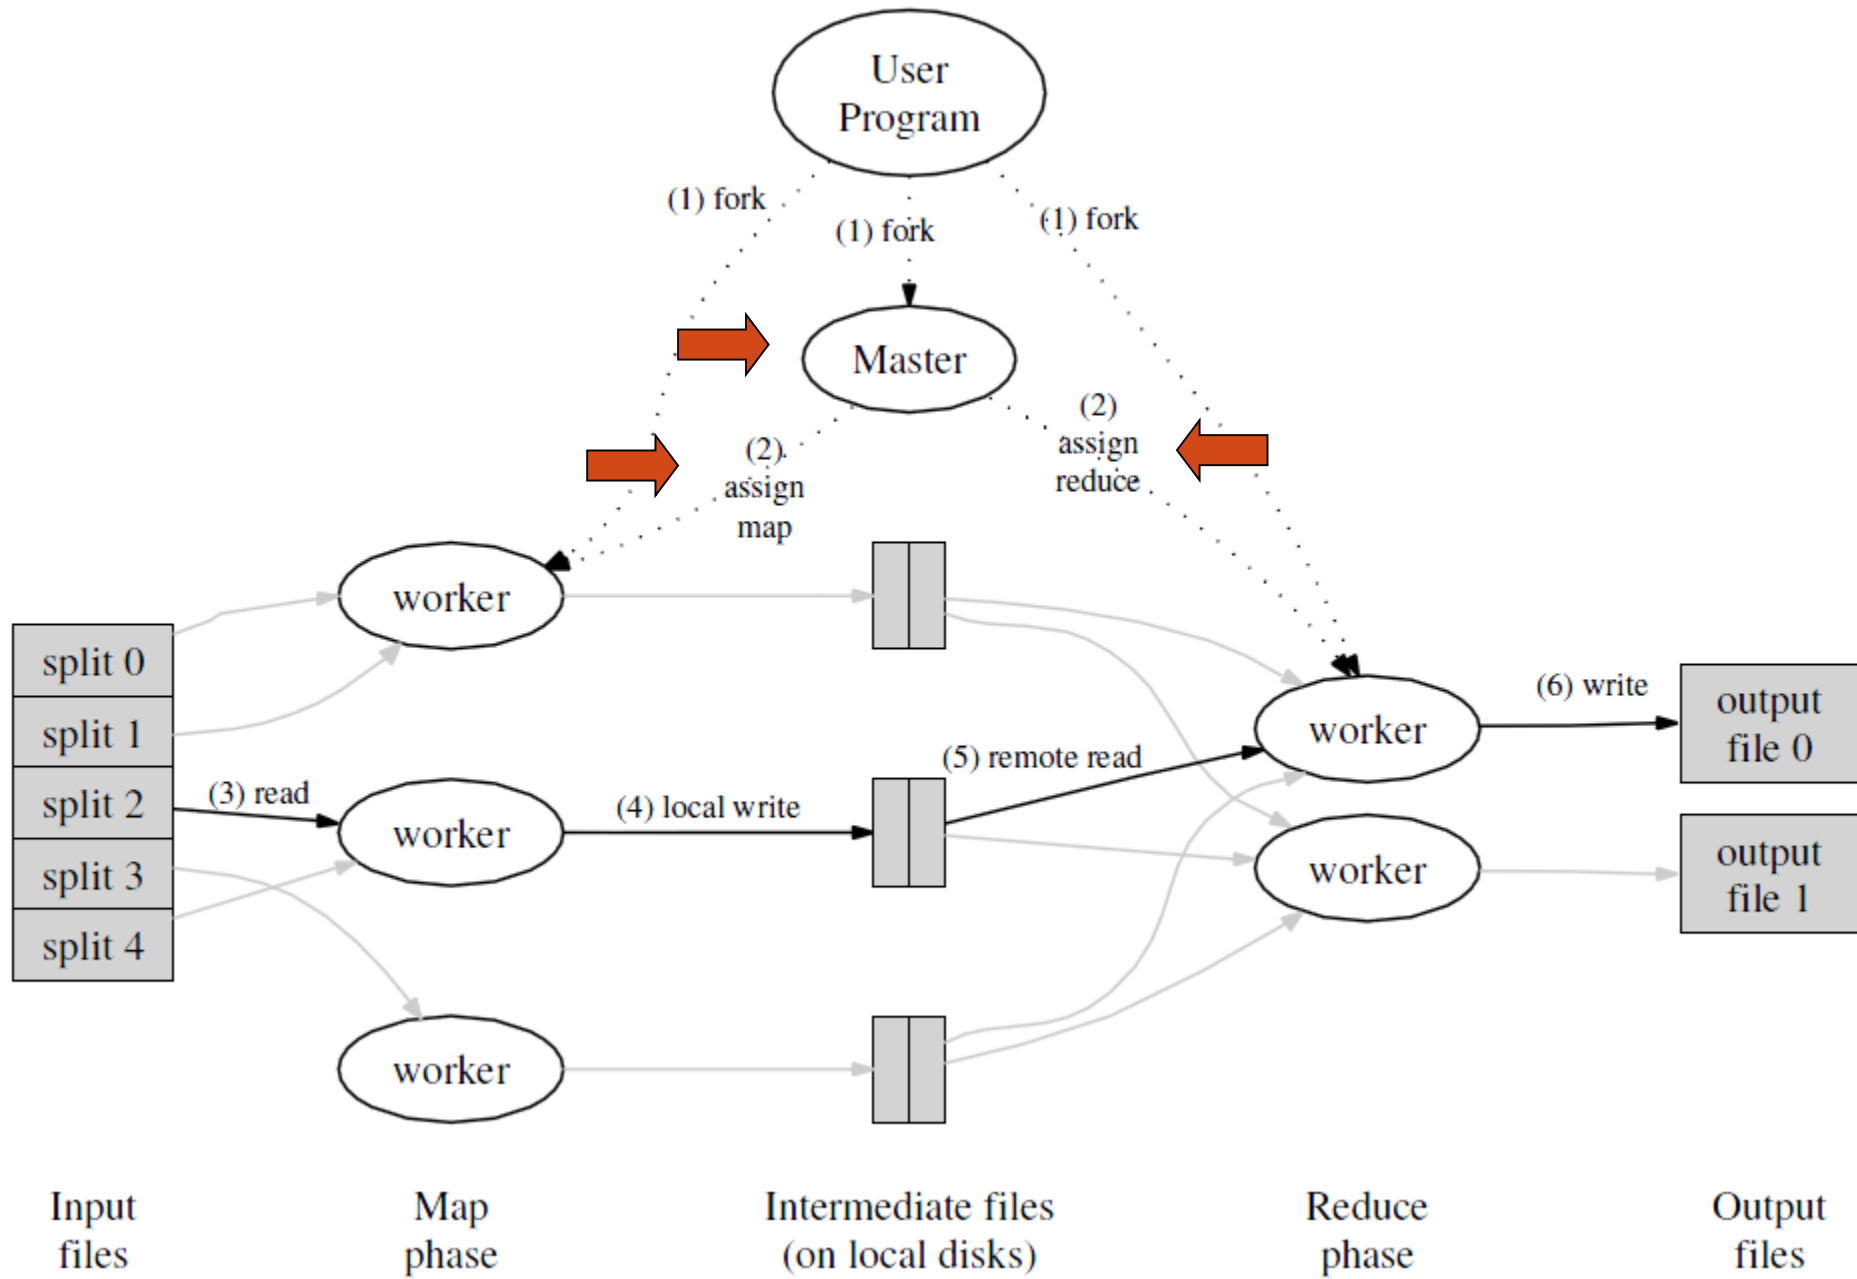 User
Program
(1) fork
(1) fork
(1) fork
Master
(2)
assign
map
(2)
assign
reduce
split 0
split 1
split 2
split 3
split 4
(3) read
worker
worker
worker
(4) local write
(5) remote read
worker
worker
(6) write
output
file 0
output
file 1
Input
files
Map
phase
Intermediate files
(on local disks)
Reduce
phase
Output
files